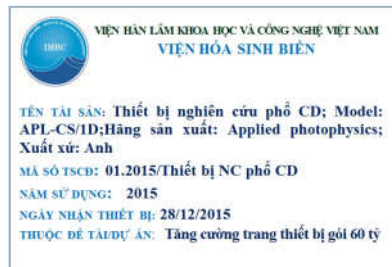 VIỆN HÀN LÂM KHOA HỌC VÀ CÔNG NGHỆ VIỆT NAM
VIỆN HÓA SINH BIỂN
TÊN TÀI SẢN: Thiết bị nghiên cứu phổ CD; Model:
APL-CS/1D;Hãng sản xuất: Applied photophysics;
Xuất xứ: Anh
MÃ SỐ TSCĐ: 01.2015/Thiết bị NC phổ CD
NĂM SỬ DỤNG: 2015
NGÀY NHẬN THIẾT BỊ: 28/12/2015
THUỘC ĐỀ TÀI/DỰ ÁN: Tăng cường trang thiết bị gói 60 tỷ